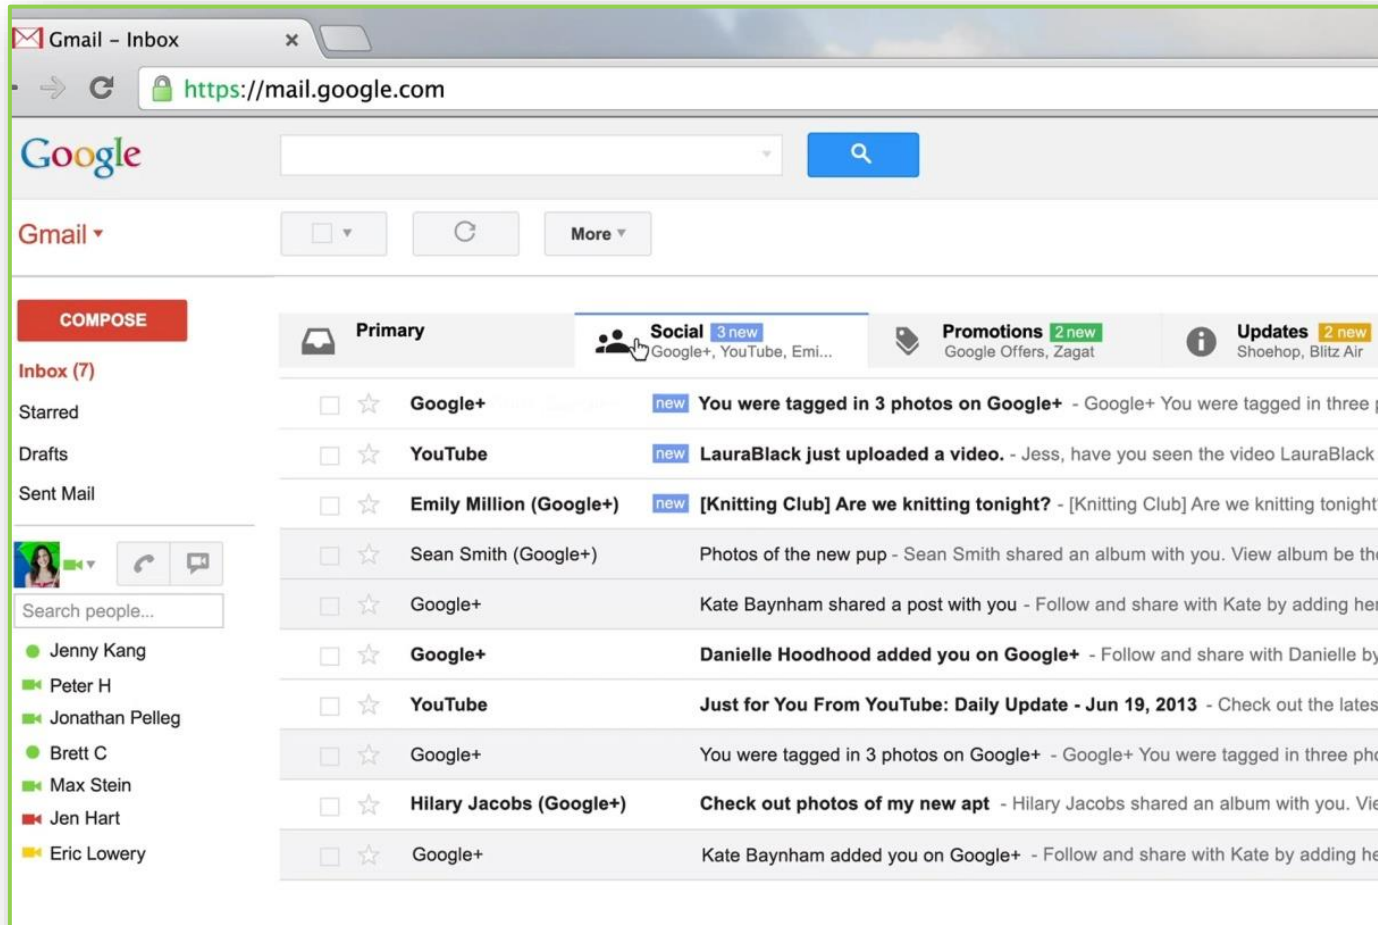 Gmail – Inbox
https://mail.google.com
Google
Gmail
More
COMPOSE
Inbox (7)
Starred
Drafts
Sent Mail
Search people...
Jenny Kang
Peter H
Jonathan Pelleg
Brett C
Max Stein
Jen Hart
Eric Lowery
Primary
Social 3 new
Google+, YouTube, Emi...
Promotions 2 new
Google Offers, Zagat
Updates 2 new
Shoehop, Blitz Air
Google+ new You were tagged in 3 photos on Google+ - Google+ You were tagged in three
YouTube new LauraBlack just uploaded a video. - Jess, have you seen the video LauraBlack
Emily Million (Google+) new [Knitting Club] Are we knitting tonight? - [Knitting Club] Are we knitting tonight
Sean Smith (Google+) Photos of the new pup - Sean Smith shared an album with you. View album be
Google+ Kate Baynham shared a post with you - Follow and share with Kate by adding her
Google+ Danielle Hoodhood added you on Google+ - Follow and share with Danielle by
YouTube Just for You From YouTube: Daily Update - Jun 19, 2013 - Check out the
Google+ You were tagged in 3 photos on Google+ - Google+ You were tagged in three
Hilary Jacobs (Google+) Check out photos of my new apt - Hilary Jacobs shared an album with you.
Google+ Kate Baynham added you on Google+ - Follow and share with Kate by adding